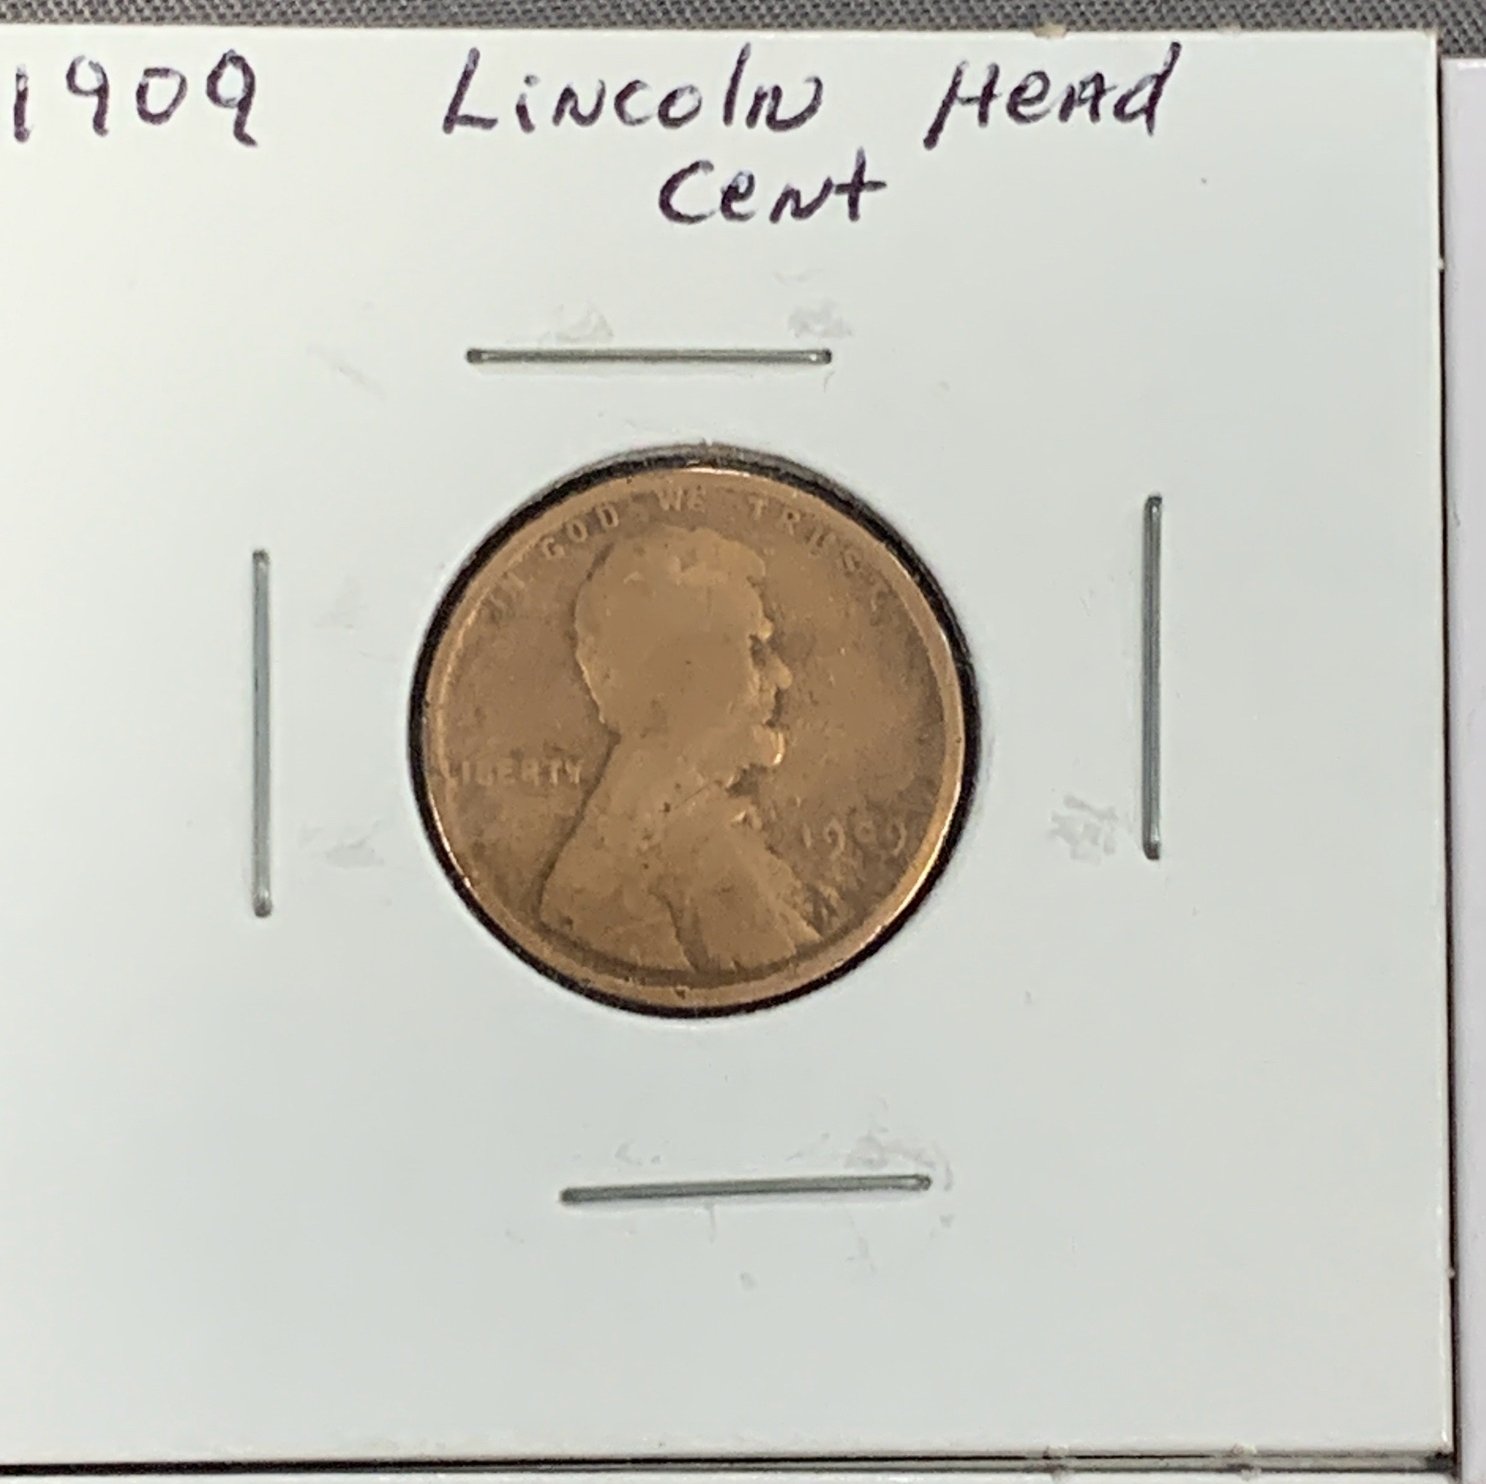 1909 Lincoln Head
Cent
IN GOD WE TRUST
LIBERTY
1909